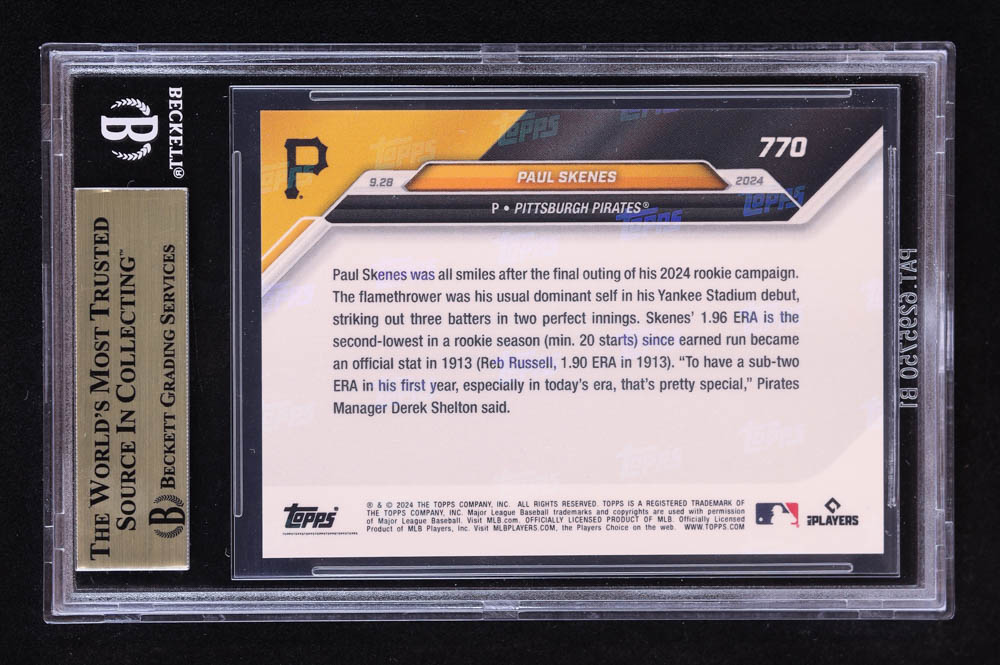 BECKETT®
B
THE WORLD'S MOST TRUSTED
SOURCE IN COLLECTING™
B BECKETT GRADING SERVICES
P
770
9.28
PAUL SKENES
2024
P • PITTSBURGH PIRATES®
Paul Skenes was all smiles after the final outing of his 2024 rookie campaign.
The flamethrower was his usual dominant self in his Yankee Stadium debut,
striking out three batters in two perfect innings. Skenes' 1.96 ERA is the
second-lowest in a rookie season (min. 20 starts) since earned run became
an official stat in 1913 (Reb Russell, 1.90 ERA in 1913). “To have a sub-two
ERA in his first year, especially in today's era, that's pretty special,” Pirates
Manager Derek Shelton said.
Topps
® & © 2024 THE TOPPS COMPANY, INC. ALL RIGHTS RESERVED. TOPPS IS A REGISTERED TRADEMARK OF
THE TOPPS COMPANY, INC. Major League Baseball trademarks and copyrights are used with permission
of Major League Baseball. Visit MLB.com. OFFICIALLY LICENSED PRODUCT OF MLB. Officially Licensed
Product of MLB Players, Inc. Visit MLBPLAYERS.COM, the Players Choice on the web. WWW.TOPPS.COM
PLAYERS
PAT. 6295750 B1